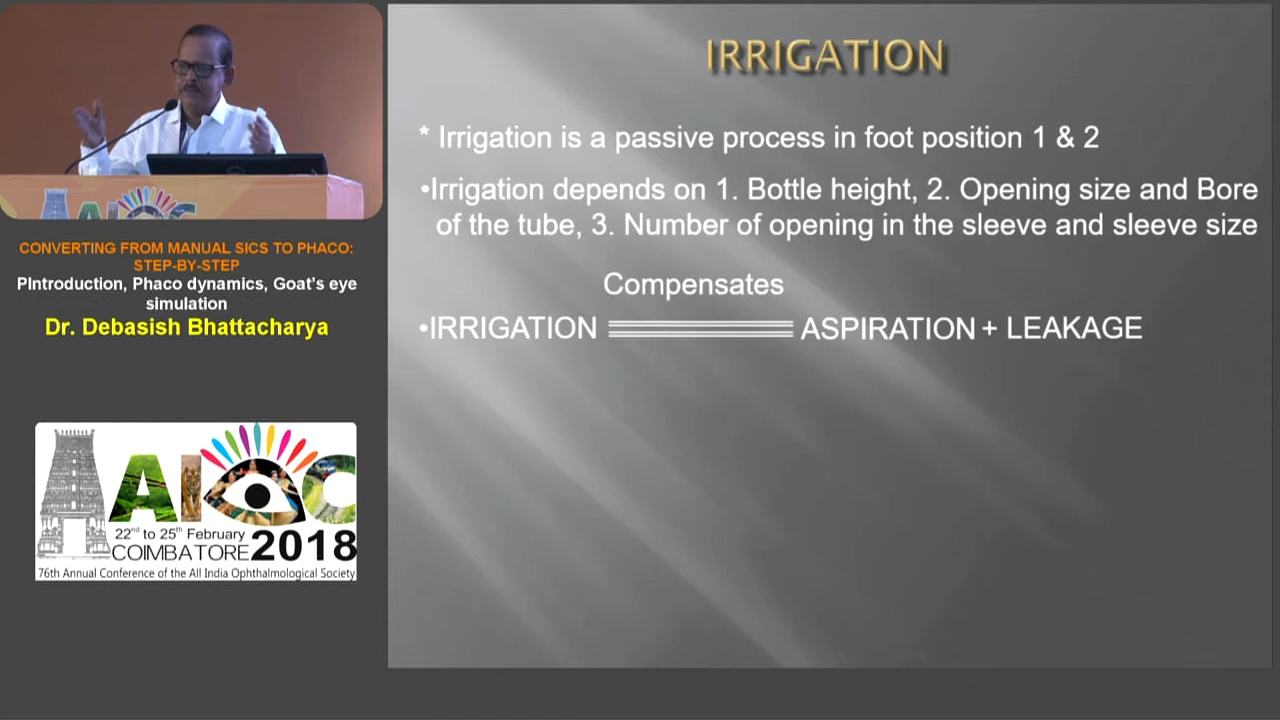 CONVERTING FROM MANUAL SICS TO PHACO:
STEP-BY-STEP
PIntroduction, Phaco dynamics, Goat's eye
simulation
Dr. Debasish Bhattacharya
AIOC
22nd to 25th February
COIMBATORE 2018
76th Annual Conference of the All India Ophthalmological Society
IRRIGATION
* Irrigation is a passive process in foot position 1 & 2
•Irrigation depends on 1. Bottle height, 2. Opening size and Bore
of the tube, 3. Number of opening in the sleeve and sleeve size
Compensates
•IRRIGATION ASPIRATION + LEAKAGE